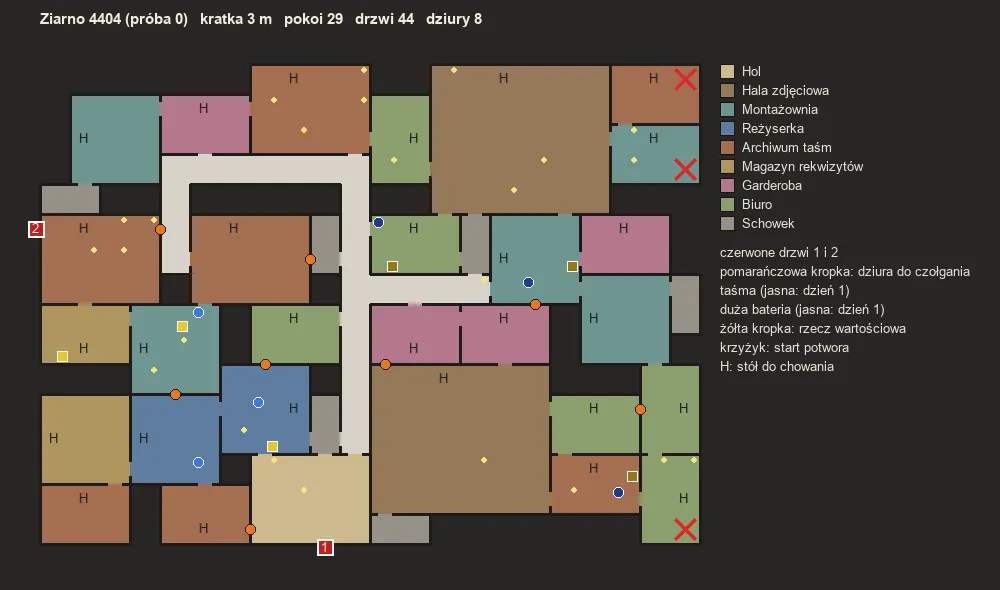 Ziarno 4404 (próba 0) kratka 3 m pokoi 29 drzwi 44 dziury 8
Hol
Hala zdjęciowa
Montażownia
Reżyserka
Archiwum taśm
Magazyn rekwizytów
Garderoba
Biuro
Schowek
czerwone drzwi 1 i 2
pomarańczowa kropka: dziura do czołgania
taśma (jasna: dzień 1)
duża bateria (jasna: dzień 1)
żółta kropka: rzecz wartościowa
krzyżyk: start potwora
H: stół do chowania
H H H H
H H H H
2 H H H H
H
H H H H
H H H
H H H H H
H H
H H
1